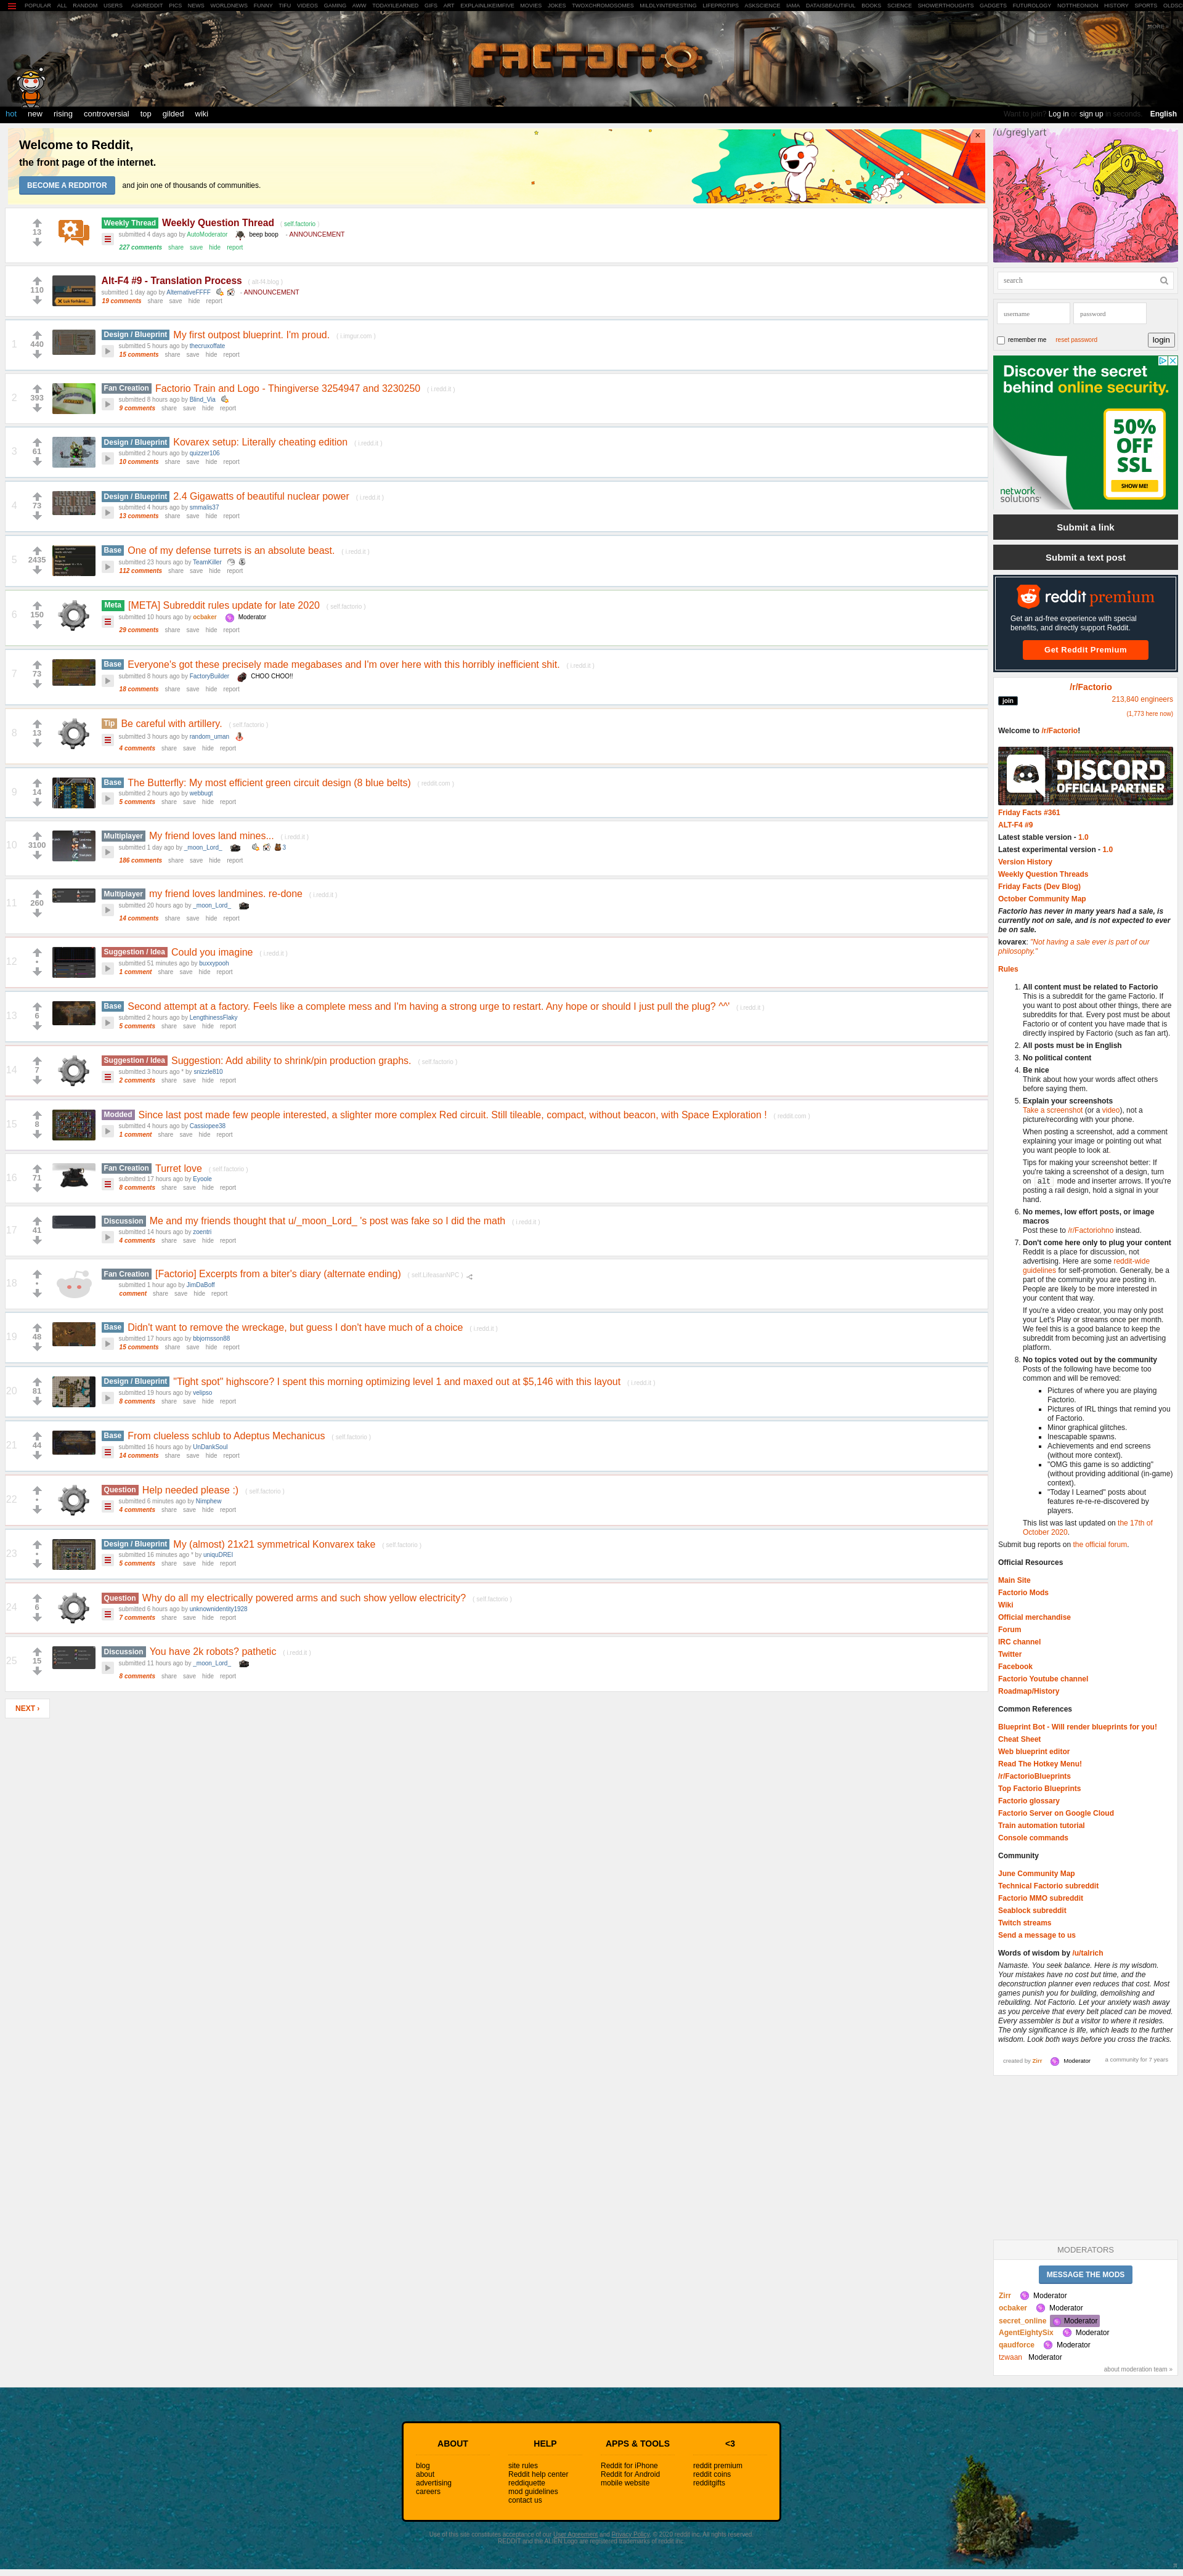 POPULAR ALL RANDOM USERS ASKREDDIT PICS NEWS WORLDNEWS FUNNY TIFU VIDEOS GAMING AWW TODAYILEARNED GIFS ART EXPLAINLIKEIMFIVE MOVIES JOKES TWOXCHROMOSOMES MILDLYINTERESTING LIFEPROTIPS ASKSCIENCE IAMA DATAISBEAUTIFUL BOOKS SCIENCE SHOWERTHOUGHTS GADGETS FUTUROLOGY NOTTHEONION HISTORY SPORTS OLDSC
FACTORIO
hot new rising controversial top gilded wiki
Want to join? Log in or sign up in seconds. English
Welcome to Reddit,
the front page of the internet.
BECOME A REDDITOR and join one of thousands of communities.
13
Weekly Thread Weekly Question Thread ( self.factorio )
submitted 4 days ago by AutoModerator beep boop - ANNOUNCEMENT
227 comments share save hide report
110
Alt-F4 #9 - Translation Process ( alt-f4.blog )
submitted 1 day ago by AlternativeFFFF - ANNOUNCEMENT
19 comments share save hide report
1 440
Design / Blueprint My first outpost blueprint. I'm proud. ( i.imgur.com )
submitted 5 hours ago by thecruxoffate
15 comments share save hide report
2 393
Fan Creation Factorio Train and Logo - Thingiverse 3254947 and 3230250 ( i.redd.it )
submitted 8 hours ago by Blind_Via
9 comments share save hide report
3 61
Design / Blueprint Kovarex setup: Literally cheating edition ( i.redd.it )
submitted 2 hours ago by quizzer106
10 comments share save hide report
4 73
Design / Blueprint 2.4 Gigawatts of beautiful nuclear power ( i.redd.it )
submitted 4 hours ago by smmalis37
13 comments share save hide report
5 2435
Base One of my defense turrets is an absolute beast. ( i.redd.it )
submitted 23 hours ago by TeamKiller
112 comments share save hide report
6 150
Meta [META] Subreddit rules update for late 2020 ( self.factorio )
submitted 10 hours ago by ocbaker Moderator
29 comments share save hide report
7 73
Base Everyone's got these precisely made megabases and I'm over here with this horribly inefficient shit. ( i.redd.it )
submitted 8 hours ago by FactoryBuilder CHOO CHOO!!
18 comments share save hide report
8 13
Tip Be careful with artillery. ( self.factorio )
submitted 3 hours ago by random_uman
4 comments share save hide report
9 14
Base The Butterfly: My most efficient green circuit design (8 blue belts) ( reddit.com )
submitted 2 hours ago by webbugt
5 comments share save hide report
10 3100
Multiplayer My friend loves land mines... ( i.redd.it )
submitted 1 day ago by _moon_Lord_ 3
186 comments share save hide report
11 260
Multiplayer my friend loves landmines. re-done ( i.redd.it )
submitted 20 hours ago by _moon_Lord_
14 comments share save hide report
12 •
Suggestion / Idea Could you imagine ( i.redd.it )
submitted 51 minutes ago by buxxypooh
1 comment share save hide report
13 6
Base Second attempt at a factory. Feels like a complete mess and I'm having a strong urge to restart. Any hope or should I just pull the plug? ^^' ( i.redd.it )
submitted 2 hours ago by LengthinessFlaky
5 comments share save hide report
14 7
Suggestion / Idea Suggestion: Add ability to shrink/pin production graphs. ( self.factorio )
submitted 3 hours ago * by snizzle810
2 comments share save hide report
15 8
Modded Since last post made few people interested, a slighter more complex Red circuit. Still tileable, compact, without beacon, with Space Exploration ! ( reddit.com )
submitted 4 hours ago by Cassiopee38
1 comment share save hide report
16 71
Fan Creation Turret love ( self.factorio )
submitted 17 hours ago by Eyoole
8 comments share save hide report
17 41
Discussion Me and my friends thought that u/_moon_Lord_ 's post was fake so I did the math ( i.redd.it )
submitted 14 hours ago by zoentri
4 comments share save hide report
18 •
Fan Creation [Factorio] Excerpts from a biter's diary (alternate ending) ( self.LifeasanNPC )
submitted 1 hour ago by JimDaBoff
comment share save hide report
19 48
Base Didn't want to remove the wreckage, but guess I don't have much of a choice ( i.redd.it )
submitted 17 hours ago by bbjornsson88
15 comments share save hide report
20 81
Design / Blueprint "Tight spot" highscore? I spent this morning optimizing level 1 and maxed out at $5,146 with this layout ( i.redd.it )
submitted 19 hours ago by velipso
8 comments share save hide report
21 44
Base From clueless schlub to Adeptus Mechanicus ( self.factorio )
submitted 16 hours ago by UnDankSoul
14 comments share save hide report
22 •
Question Help needed please :) ( self.factorio )
submitted 6 minutes ago by Nimphew
4 comments share save hide report
23 •
Design / Blueprint My (almost) 21x21 symmetrical Konvarex take ( self.factorio )
submitted 16 minutes ago * by uniquDREI
5 comments share save hide report
24 6
Question Why do all my electrically powered arms and such show yellow electricity? ( self.factorio )
submitted 6 hours ago by unknownidentity1928
7 comments share save hide report
25 15
Discussion You have 2k robots? pathetic ( i.redd.it )
submitted 11 hours ago by _moon_Lord_
8 comments share save hide report
NEXT ›
/u/greglyart
search
username password
remember me reset password login
Discover the secret
behind online security.
50%
OFF
SSL
SHOW ME!
network
solutions
Submit a link
Submit a text post
reddit premium
Get an ad-free experience with special
benefits, and directly support Reddit.
Get Reddit Premium
/r/Factorio
join 213,840 engineers
(1,773 here now)
Welcome to /r/Factorio!
DISCORD
OFFICIAL PARTNER
Friday Facts #361
ALT-F4 #9
Latest stable version - 1.0
Latest experimental version - 1.0
Version History
Weekly Question Threads
Friday Facts (Dev Blog)
October Community Map
Factorio has never in many years had a sale, is
currently not on sale, and is not expected to ever
be on sale.
kovarex: "Not having a sale ever is part of our
philosophy."
Rules
1. All content must be related to Factorio
This is a subreddit for the game Factorio. If
you want to post about other things, there are
subreddits for that. Every post must be about
Factorio or of content you have made that is
directly inspired by Factorio (such as fan art).
2. All posts must be in English
3. No political content
4. Be nice
Think about how your words affect others
before saying them.
5. Explain your screenshots
Take a screenshot (or a video), not a
picture/recording with your phone.
When posting a screenshot, add a comment
explaining your image or pointing out what
you want people to look at.
Tips for making your screenshot better: If
you're taking a screenshot of a design, turn
on alt mode and inserter arrows. If you're
posting a rail design, hold a signal in your
hand.
6. No memes, low effort posts, or image
macros
Post these to /r/Factoriohno instead.
7. Don't come here only to plug your content
Reddit is a place for discussion, not
advertising. Here are some reddit-wide
guidelines for self-promotion. Generally, be a
part of the community you are posting in.
People are likely to be more interested in
your content that way.
If you're a video creator, you may only post
your Let's Play or streams once per month.
We feel this is a good balance to keep the
subreddit from becoming just an advertising
platform.
8. No topics voted out by the community
Posts of the following have become too
common and will be removed:
Pictures of where you are playing
Factorio.
Pictures of IRL things that remind you
of Factorio.
Minor graphical glitches.
Inescapable spawns.
Achievements and end screens
(without more context).
"OMG this game is so addicting"
(without providing additional (in-game)
context).
"Today I Learned" posts about
features re-re-re-discovered by
players.
This list was last updated on the 17th of
October 2020.
Submit bug reports on the official forum.
Official Resources
Main Site
Factorio Mods
Wiki
Official merchandise
Forum
IRC channel
Twitter
Facebook
Factorio Youtube channel
Roadmap/History
Common References
Blueprint Bot - Will render blueprints for you!
Cheat Sheet
Web blueprint editor
Read The Hotkey Menu!
/r/FactorioBlueprints
Top Factorio Blueprints
Factorio glossary
Factorio Server on Google Cloud
Train automation tutorial
Console commands
Community
June Community Map
Technical Factorio subreddit
Factorio MMO subreddit
Seablock subreddit
Twitch streams
Send a message to us
Words of wisdom by /u/talrich
Namaste. You seek balance. Here is my wisdom.
Your mistakes have no cost but time, and the
deconstruction planner even reduces that cost. Most
games punish you for building, demolishing and
rebuilding. Not Factorio. Let your anxiety wash away
as you perceive that every belt placed can be moved.
Every assembler is but a visitor to where it resides.
The only significance is life, which leads to the further
wisdom. Look both ways before you cross the tracks.
created by Zirr Moderator a community for 7 years
MODERATORS
MESSAGE THE MODS
Zirr Moderator
ocbaker Moderator
secret_online Moderator
AgentEightySix Moderator
qaudforce Moderator
tzwaan Moderator
about moderation team »
ABOUT
blog
about
advertising
careers
HELP
site rules
Reddit help center
reddiquette
mod guidelines
contact us
APPS & TOOLS
Reddit for iPhone
Reddit for Android
mobile website
<3
reddit premium
reddit coins
redditgifts
Use of this site constitutes acceptance of our User Agreement and Privacy Policy. © 2020 reddit inc. All rights reserved.
REDDIT and the ALIEN Logo are registered trademarks of reddit inc.